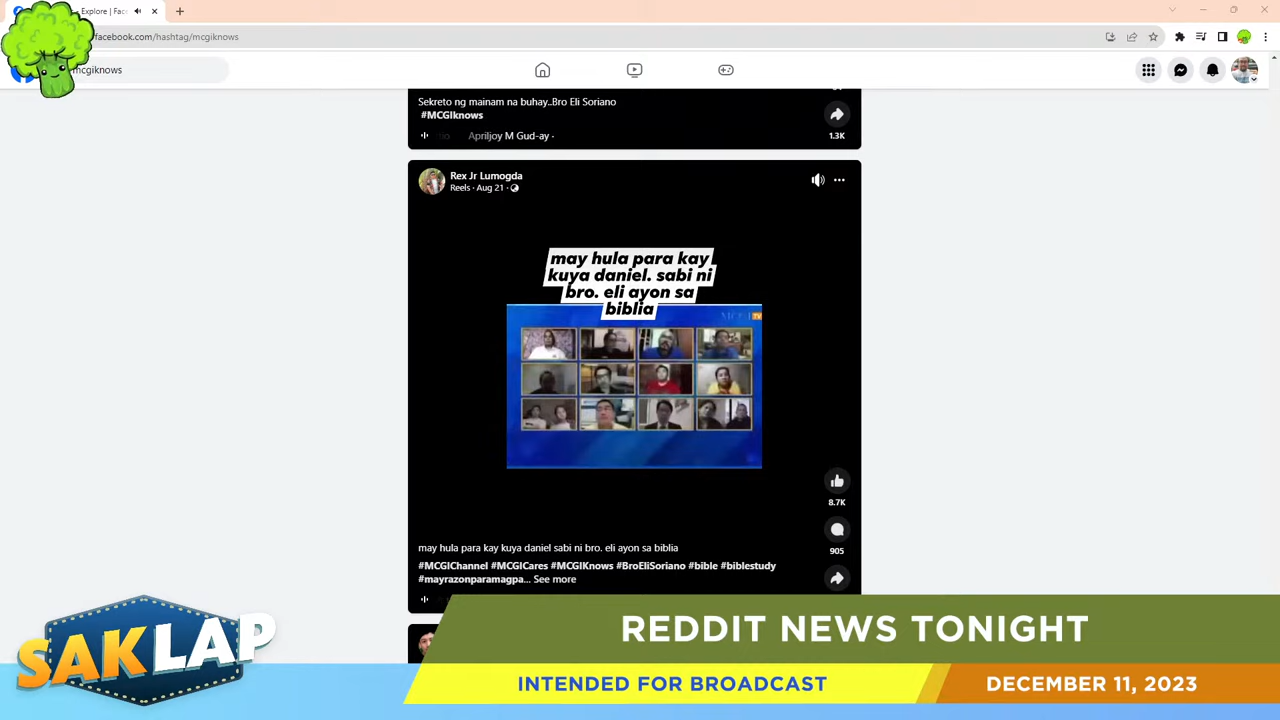 Explore | Fac
facebook.com/hashtag/mcgiknows
mcgiknows
Sekreto ng mainam na buhay..Bro Eli Soriano
#MCGIknows
Apriljoy M Gud-ay ·
1.3K
Rex Jr Lumogda
Reels · Aug 21 ·
may hula para kay
kuya daniel. sabi ni
bro. eli ayon sa
biblia
TV
8.7K
905
may hula para kay kuya daniel sabi ni bro. eli ayon sa biblia
#MCGIChannel #MCGICares #MCGIKnows #BroEliSoriano #bible #biblestudy
#mayrazonparamagpa... See more
SAKLAP
REDDIT NEWS TONIGHT
INTENDED FOR BROADCAST
DECEMBER 11, 2023